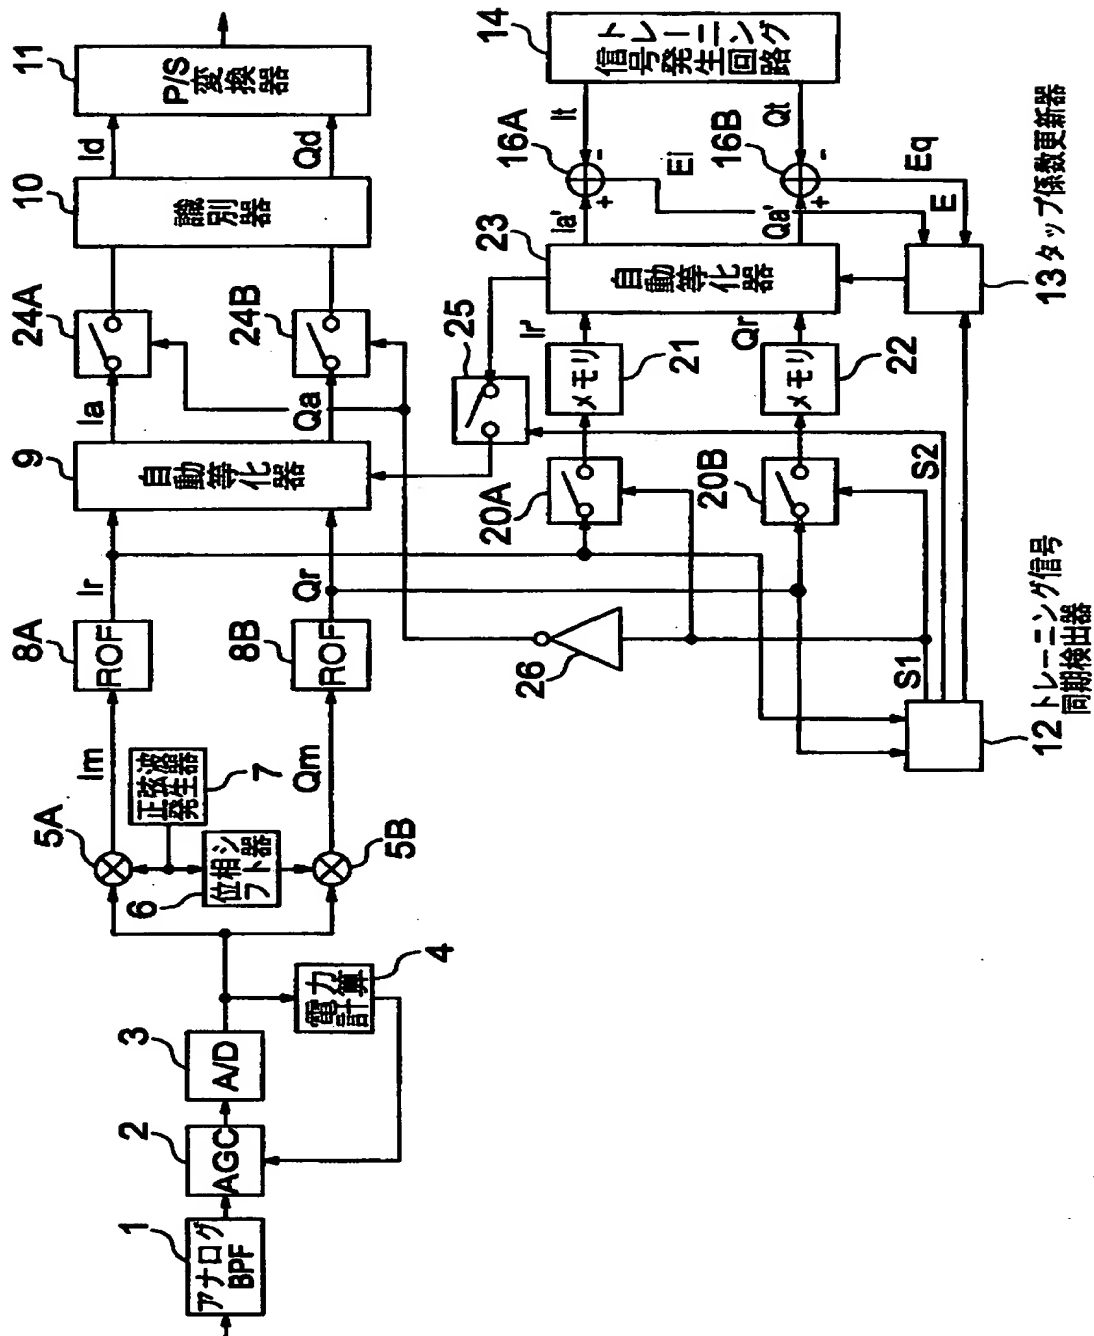 1
アナログ
BPF
2
AGC
3
A/D
電力
計算
4
5A
5B
位相シ
フト器
6
正弦波
発生器
7
Im
Qm
8A
ROF
8B
ROF
Ir
Qr
9
自動等化器
Ia
Qa
24A
24B
10
識別器
Id
Qd
11
P/S
変換器
26
25
20A
20B
メモリ
21
メモリ
22
Ir'
Qr'
23
自動等化器
Ia'
Qa'
+
-
+
-
16A
16B
Ei
Eq
E
It
Qt
14
トレーニング
信号発生回路
S1
S2
12 トレーニング信号
同期検出器
13 タップ係数更新器